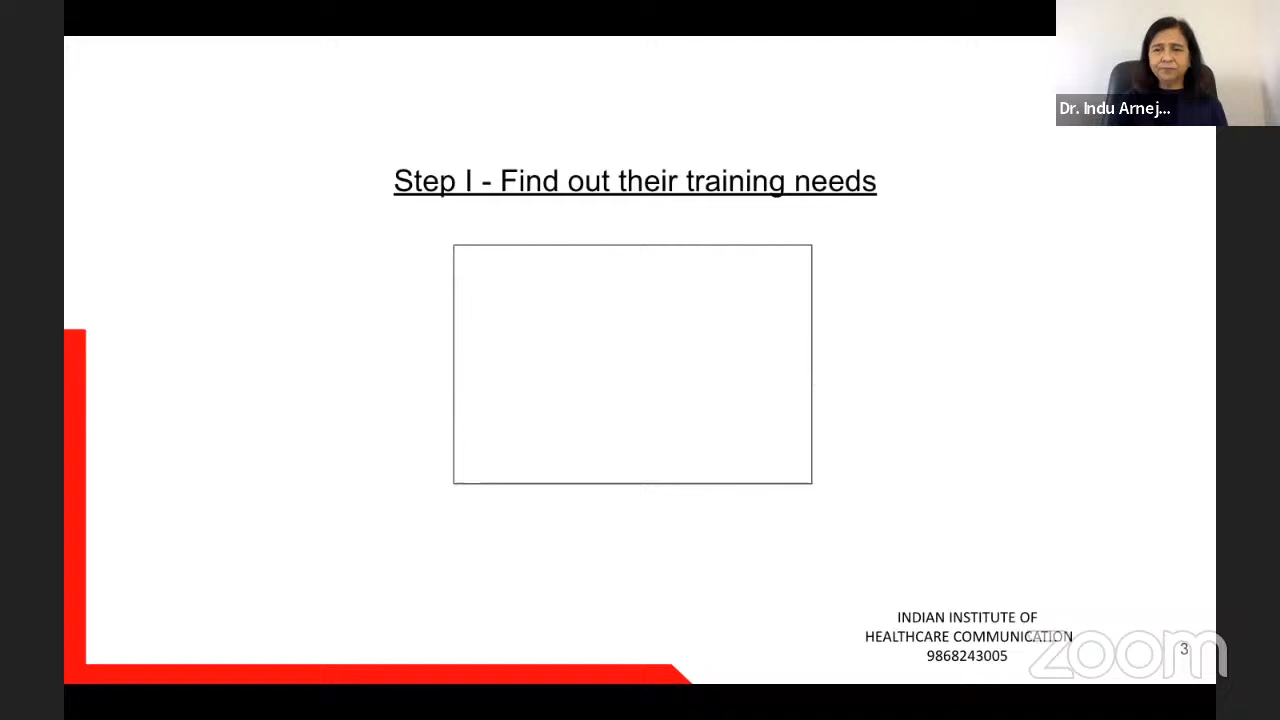 Dr. Indu Arnej...
Step I - Find out their training needs
INDIAN INSTITUTE OF
HEALTHCARE COMMUNICATION
9868243005
zoom
3